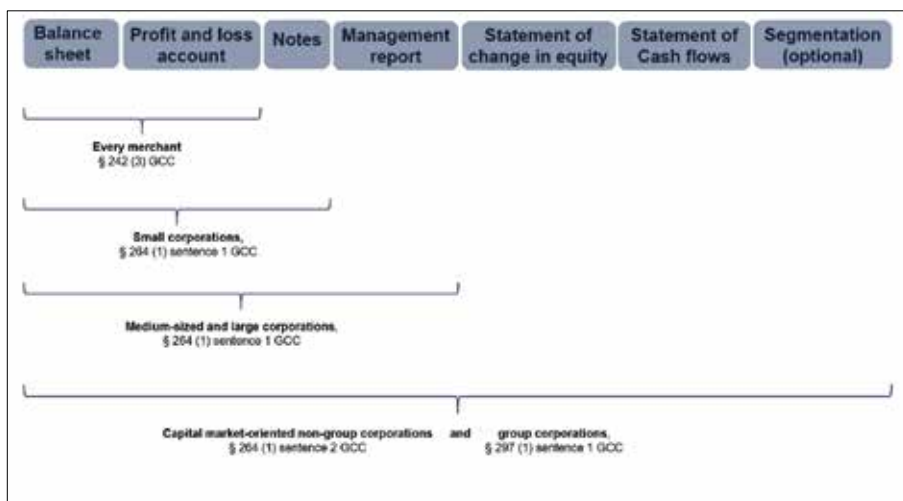 Balance sheet
Profit and loss account
Notes
Management report
Statement of change in equity
Statement of Cash flows
Segmentation (optional)
Every merchant
§ 242 (3) GCC
Small corporations,
§ 264 (1) sentence 1 GCC
Medium-sized and large corporations,
§ 264 (1) sentence 1 GCC
Capital market-oriented non-group corporations and group corporations,
§ 264 (1) sentence 2 GCC § 297 (1) sentence 1 GCC